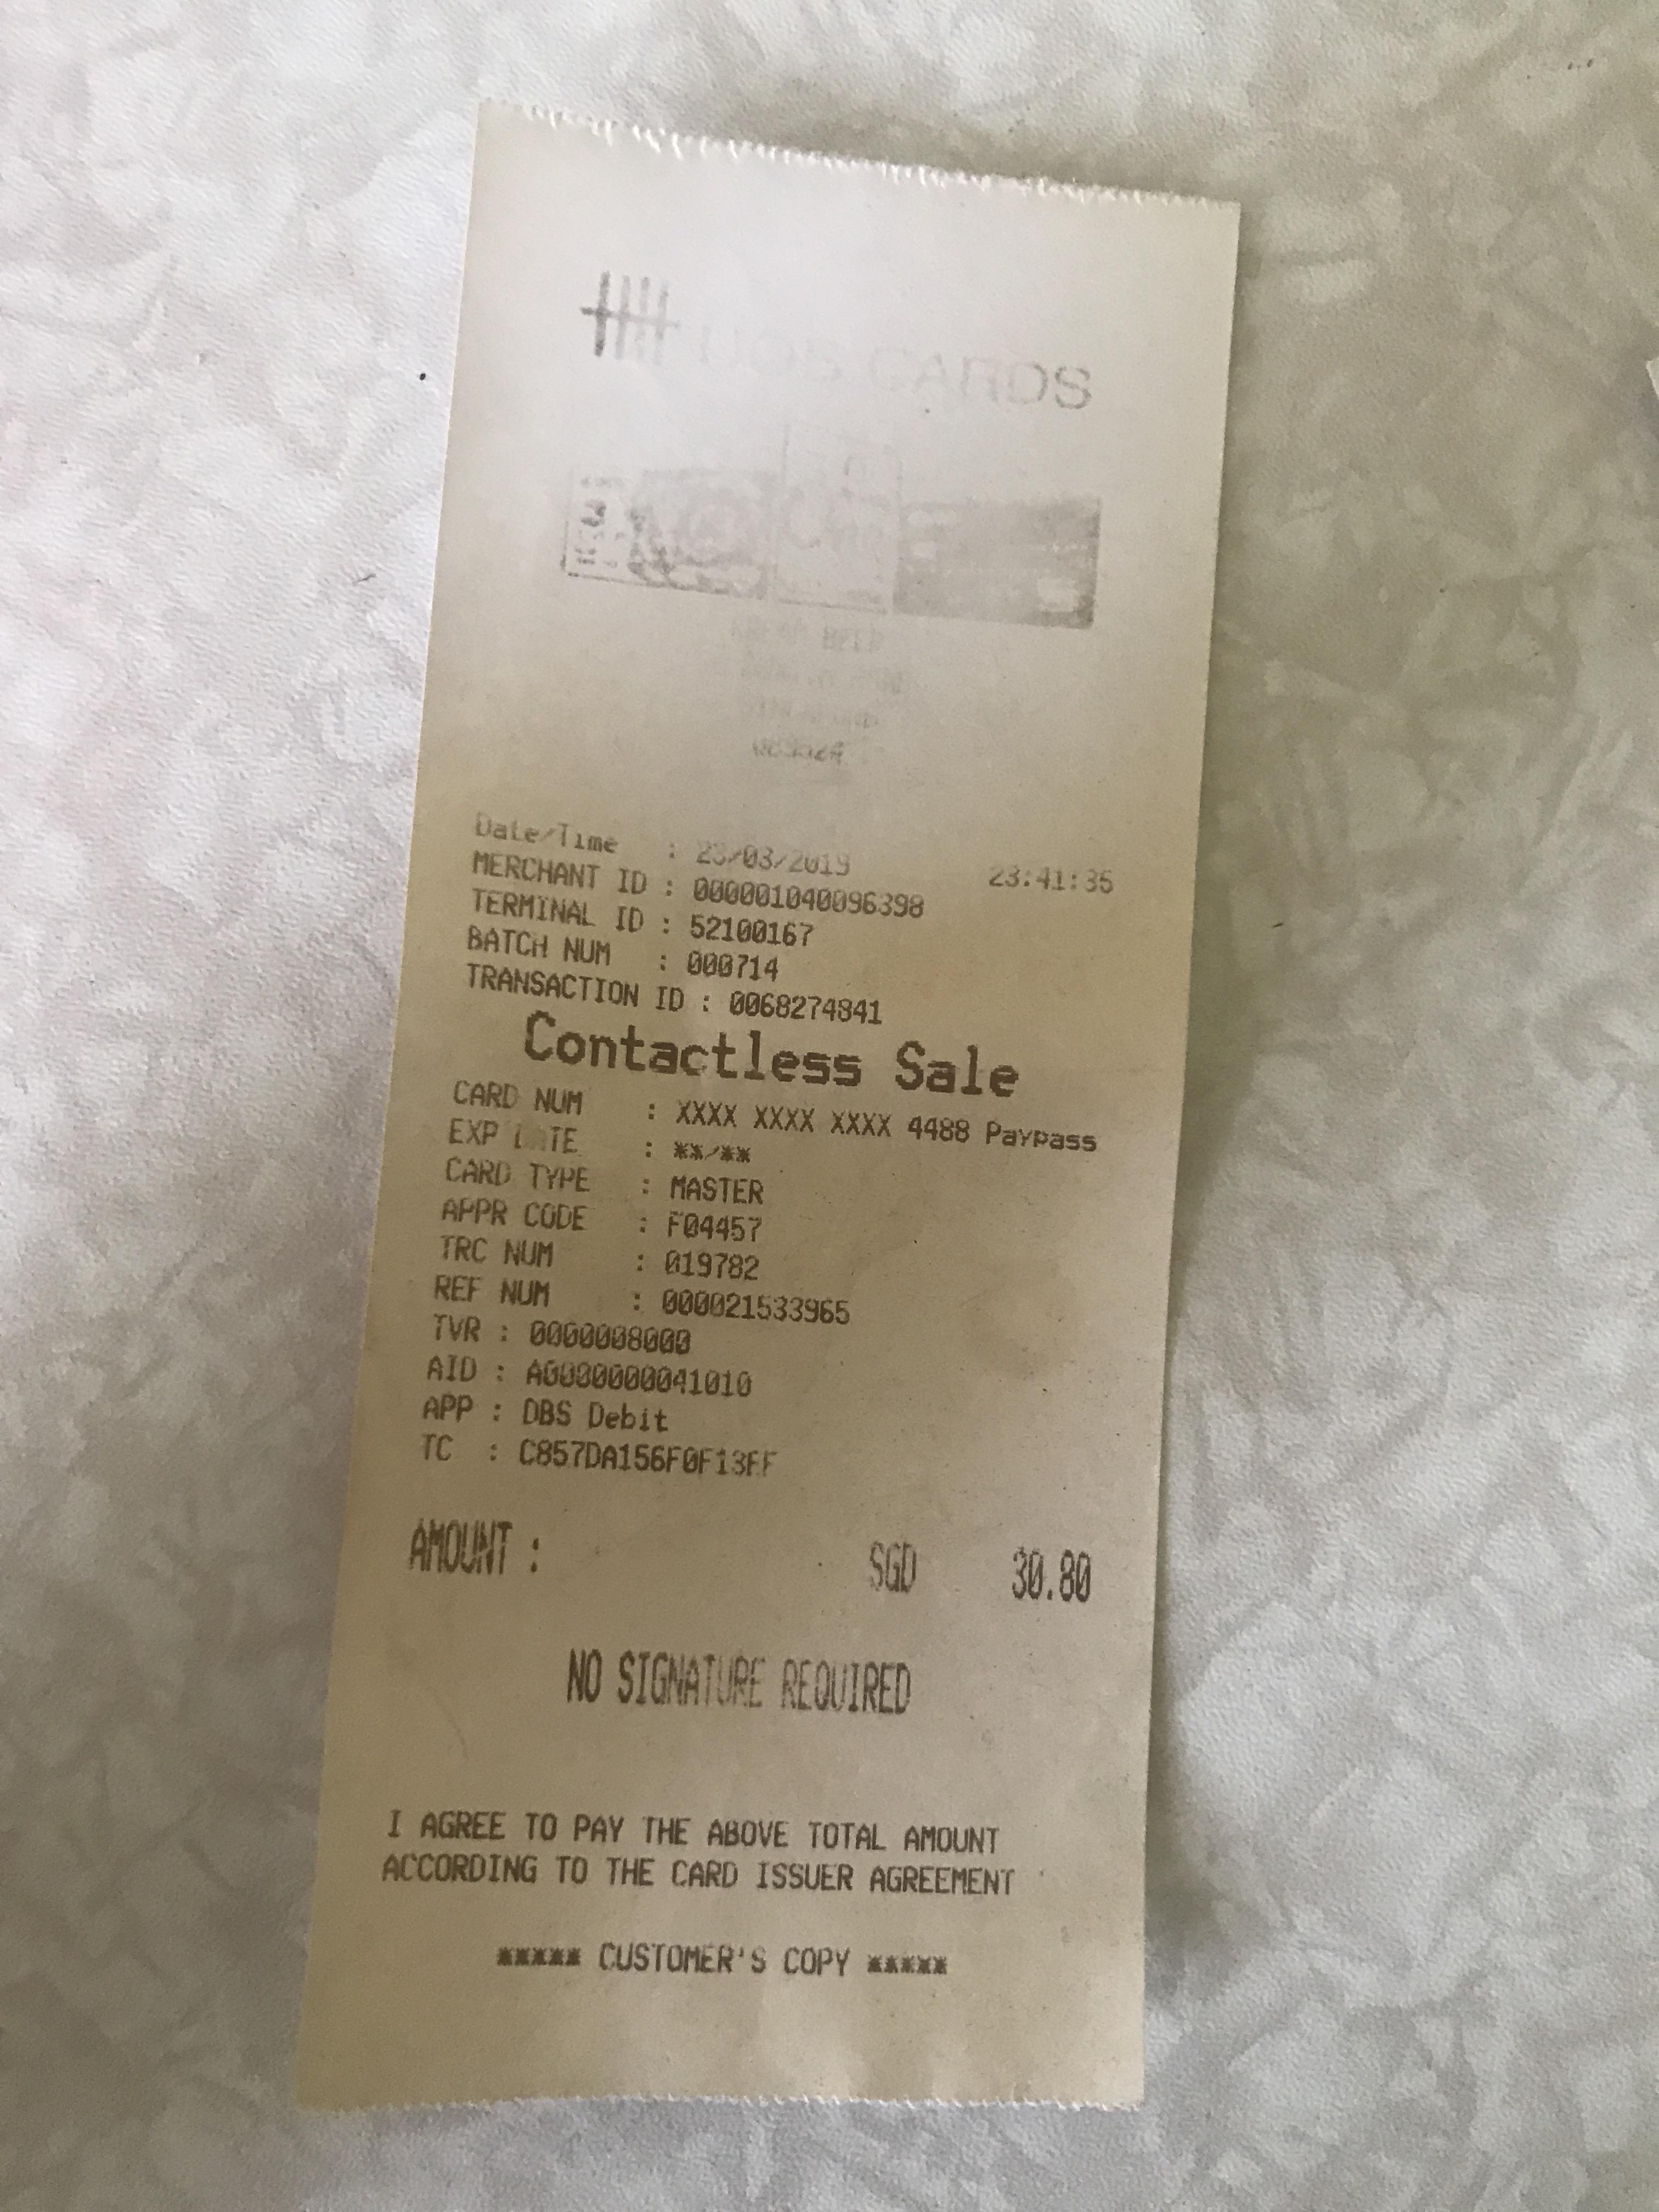 UOB CARDS
Date/Time : 23/03/2019 23:41:35
MERCHANT ID : 000001040096398
TERMINAL ID : 52100167
BATCH NUM : 000714
TRANSACTION ID : 0068274841
Contactless Sale
CARD NUM : XXXX XXXX XXXX 4488 Paypass
EXP DATE : **/**
CARD TYPE : MASTER
APPR CODE : F04457
TRC NUM : 019782
REF NUM : 000021533965
TVR : 0000008000
AID : A0000000041010
APP : DBS Debit
TC : C857DA156F0F13FF
AMOUNT : SGD 30.80
NO SIGNATURE REQUIRED
I AGREE TO PAY THE ABOVE TOTAL AMOUNT
ACCORDING TO THE CARD ISSUER AGREEMENT
***** CUSTOMER'S COPY *****